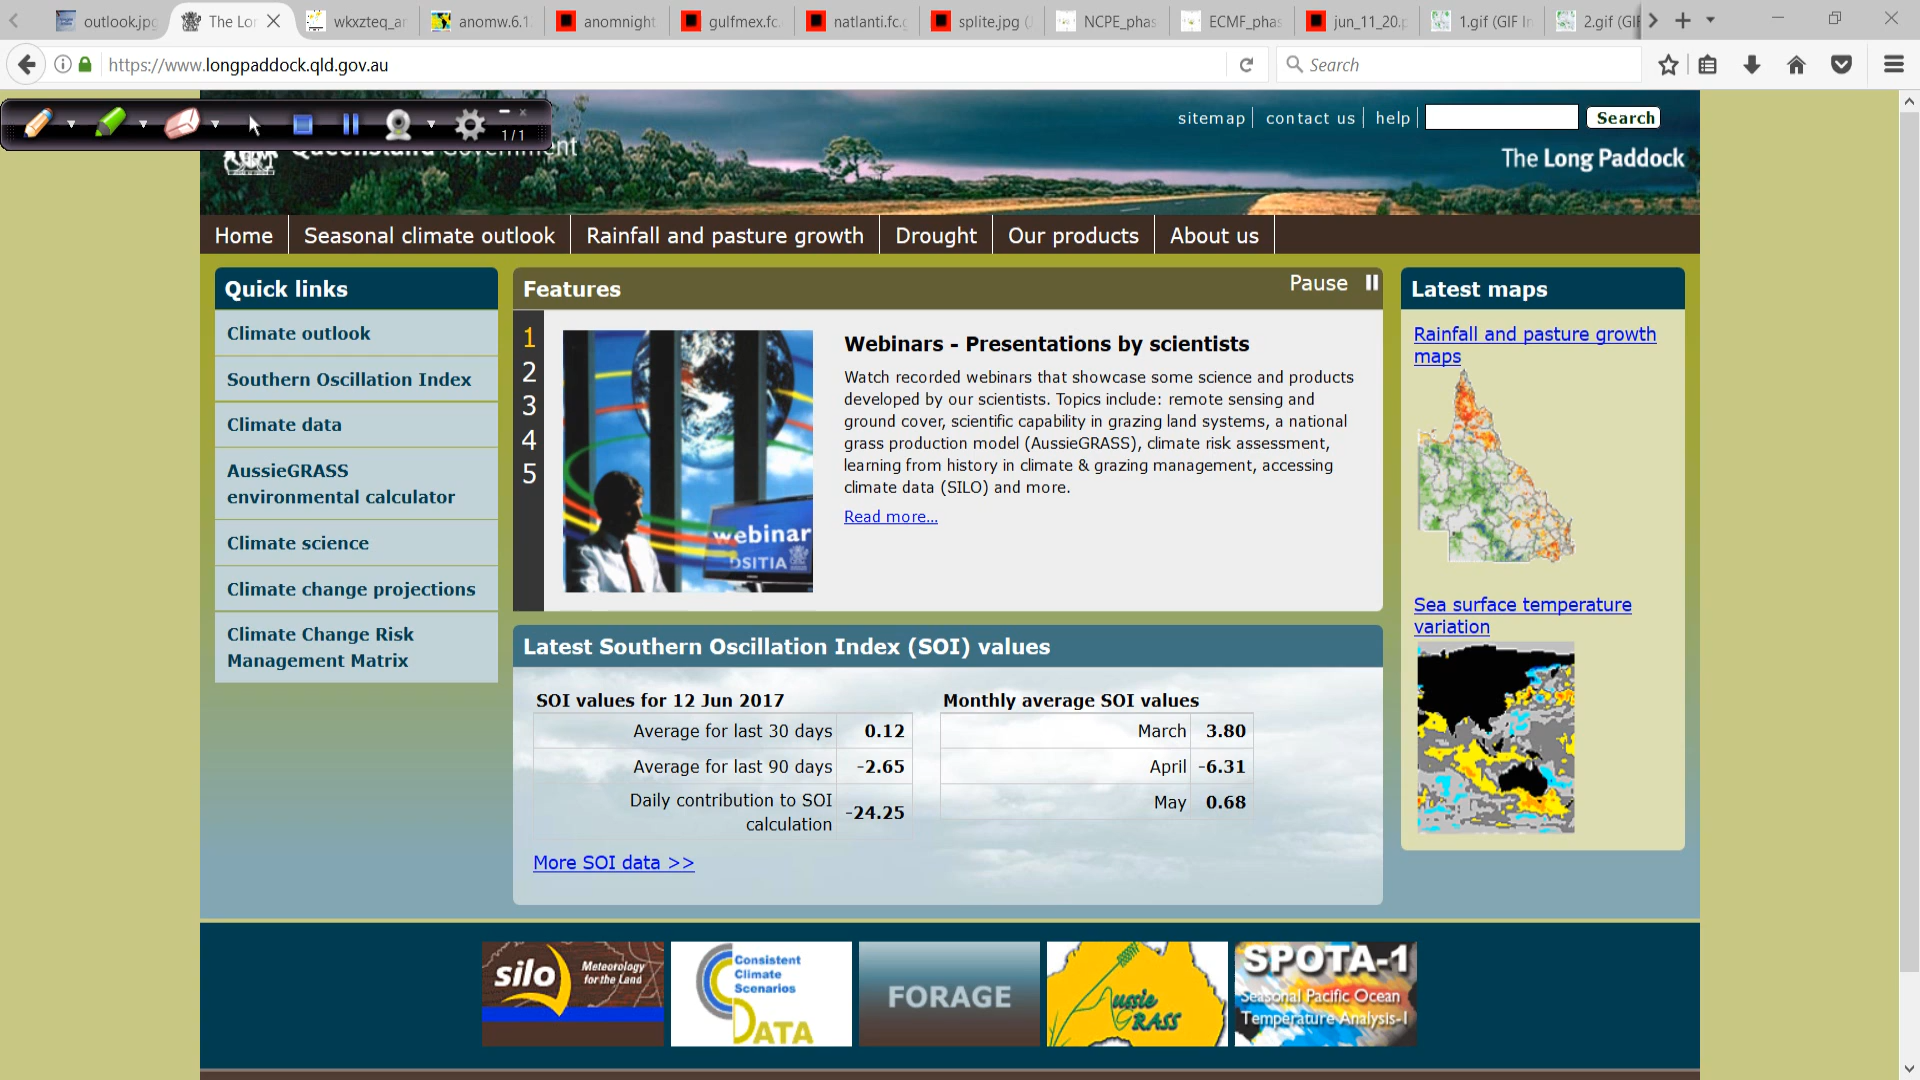 outlook.jpg
The Lo
wkxzteq_ar
anomw.6.1
anomnight
gulfmex.fc.
natlanti.fc.g
splite.jpg (
NCPE_phas
ECMF_phas
jun_11_20.p
1.gif (GIF Im
2.gif (GIF
https://www.longpaddock.qld.gov.au
Search
1/1
sitemap
contact us
help
Search
Queensland Government
The Long Paddock
Home
Seasonal climate outlook
Rainfall and pasture growth
Drought
Our products
About us
Quick links
Climate outlook
Southern Oscillation Index
Climate data
AussieGRASS
environmental calculator
Climate science
Climate change projections
Climate Change Risk
Management Matrix
Features
Pause
1
2
3
4
5
webinar
DSITIA
Webinars - Presentations by scientists
Watch recorded webinars that showcase some science and products
developed by our scientists. Topics include: remote sensing and
ground cover, scientific capability in grazing land systems, a national
grass production model (AussieGRASS), climate risk assessment,
learning from history in climate & grazing management, accessing
climate data (SILO) and more.
Read more...
Latest Southern Oscillation Index (SOI) values
SOI values for 12 Jun 2017
Average for last 30 days 0.12
Average for last 90 days -2.65
Daily contribution to SOI
calculation -24.25
Monthly average SOI values
March 3.80
April -6.31
May 0.68
More SOI data >>
Latest maps
Rainfall and pasture growth
maps
Sea surface temperature
variation
silo Meteorology
for the Land
Consistent
Climate
Scenarios
DATA
FORAGE
Aussie
GRASS
SPOTA-1
Seasonal Pacific Ocean
Temperature Analysis-1